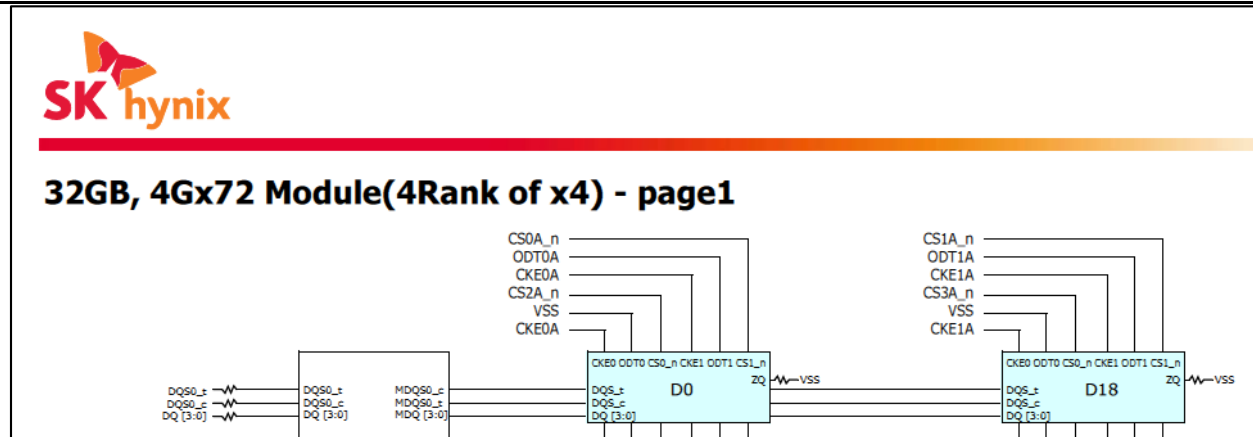 SK hynix
32GB, 4Gx72 Module(4Rank of x4) - page1
CS0A_n
ODT0A
CKE0A
CS2A_n
VSS
CKE0A
CS1A_n
ODT1A
CKE1A
CS3A_n
VSS
CKE1A
CKE0 ODT0 CS0_n CKE1 ODT1 CS1_n
ZQ
VSS
D0
DQS_t
DQS_c
DQ [3:0]
CKE0 ODT0 CS0_n CKE1 ODT1 CS1_n
ZQ
VSS
D18
DQS_t
DQS_c
DQ [3:0]
DQS0_t
DQS0_c
DQ [3:0]
DQS0_t
DQS0_c
DQ [3:0]
MDQS0_c
MDQS0_t
MDQ [3:0]